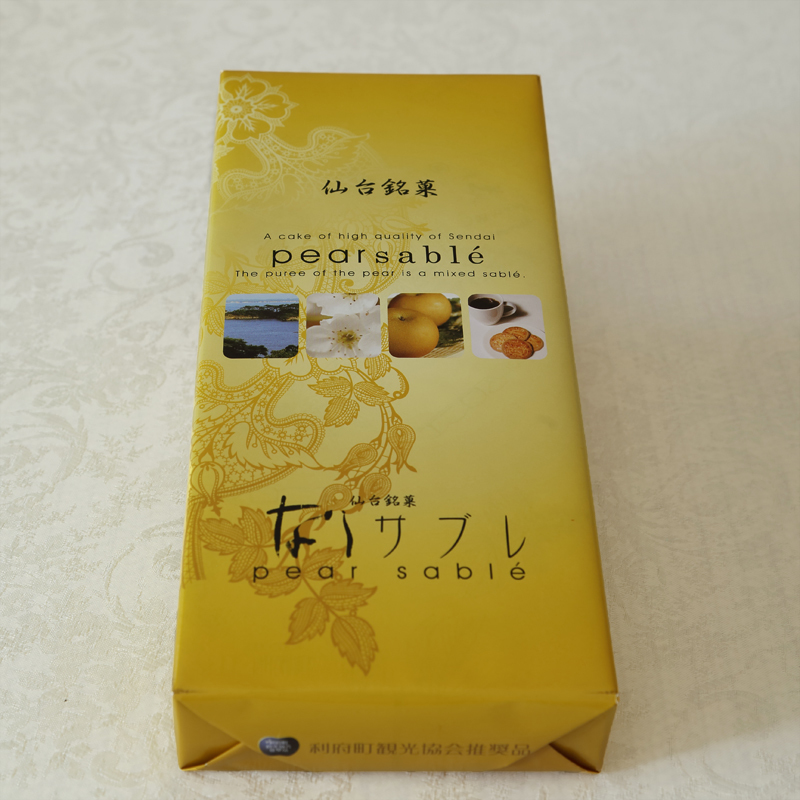 仙台銘菓
A cake of high quality of Sendai
pearsablé
The puree of the pear is a mixed sablé.
仙台銘菓
なしサブレ
pear sablé
利府町観光協会推奨品